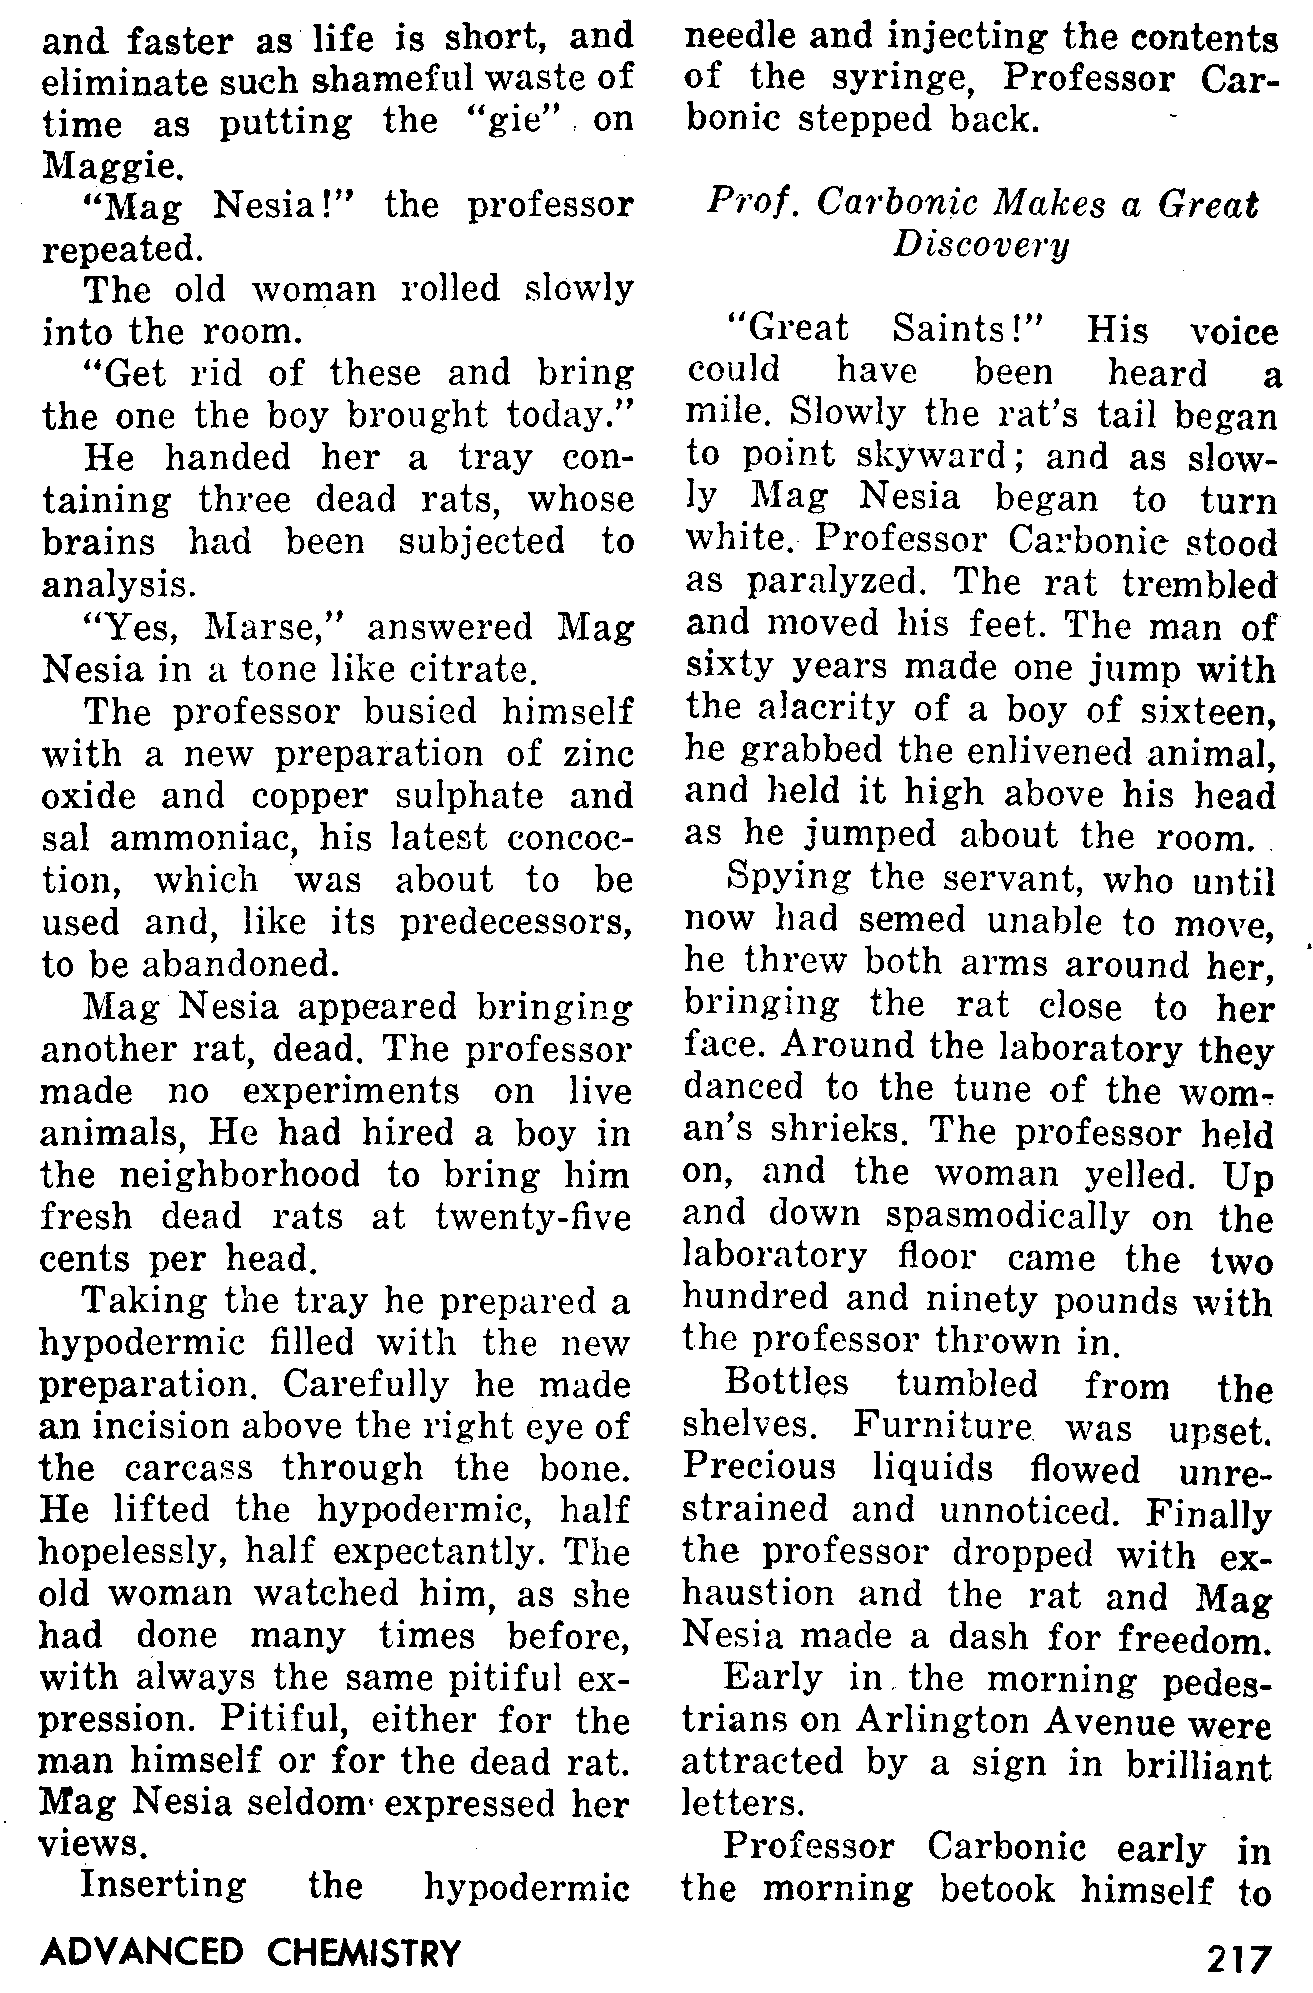 and faster as life is short, and
eliminate such shameful waste of
time as putting the “gie” on
Maggie.
“Mag Nesia!” the professor
repeated.
The old woman rolled slowly
into the room.
“Get rid of these and bring
the one the boy brought today.”
He handed her a tray con-
taining three dead rats, whose
brains had been subjected to
analysis.
“Yes, Marse,” answered Mag
Nesia in a tone like citrate.
The professor busied himself
with a new preparation of zinc
oxide and copper sulphate and
sal ammoniac, his latest concoc-
tion, which was about to be
used and, like its predecessors,
to be abandoned.
Mag Nesia appeared bringing
another rat, dead. The professor
made no experiments on live
animals, He had hired a boy in
the neighborhood to bring him
fresh dead rats at twenty-five
cents per head.
Taking the tray he prepared a
hypodermic filled with the new
preparation. Carefully he made
an incision above the right eye of
the carcass through the bone.
He lifted the hypodermic, half
hopelessly, half expectantly. The
old woman watched him, as she
had done many times before,
with always the same pitiful ex-
pression. Pitiful, either for the
man himself or for the dead rat.
Mag Nesia seldom expressed her
views.
Inserting the hypodermic
needle and injecting the contents
of the syringe, Professor Car-
bonic stepped back.
Prof. Carbonic Makes a Great
Discovery
“Great Saints!” His voice
could have been heard a
mile. Slowly the rat’s tail began
to point skyward; and as slow-
ly Mag Nesia began to turn
white. Professor Carbonic stood
as paralyzed. The rat trembled
and moved his feet. The man of
sixty years made one jump with
the alacrity of a boy of sixteen,
he grabbed the enlivened animal,
and held it high above his head
as he jumped about the room.
Spying the servant, who until
now had semed unable to move,
he threw both arms around her,
bringing the rat close to her
face. Around the laboratory they
danced to the tune of the wom-
an’s shrieks. The professor held
on, and the woman yelled. Up
and down spasmodically on the
laboratory floor came the two
hundred and ninety pounds with
the professor thrown in.
Bottles tumbled from the
shelves. Furniture was upset.
Precious liquids flowed unre-
strained and unnoticed. Finally
the professor dropped with ex-
haustion and the rat and Mag
Nesia made a dash for freedom.
Early in the morning pedes-
trians on Arlington Avenue were
attracted by a sign in brilliant
letters.
Professor Carbonic early in
the morning betook himself to
ADVANCED CHEMISTRY
217